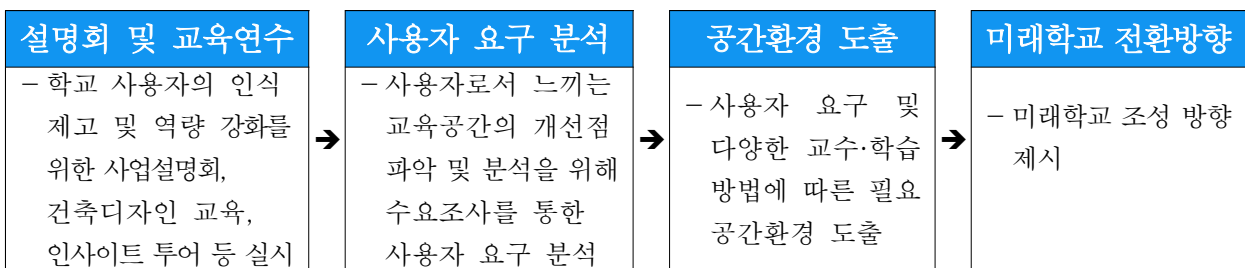 설명회 및 교육연수
– 학교 사용자의 인식
제고 및 역량 강화를
위한 사업설명회,
건축디자인 교육,
인사이트 투어 등 실시
➔
사용자 요구 분석
– 사용자로서 느끼는
교육공간의 개선점
파악 및 분석을 위해
수요조사를 통한
사용자 요구 분석
➔
공간환경 도출
– 사용자 요구 및
다양한 교수·학습
방법에 따른 필요
공간환경 도출
➔
미래학교 전환방향
– 미래학교 조성 방향
제시